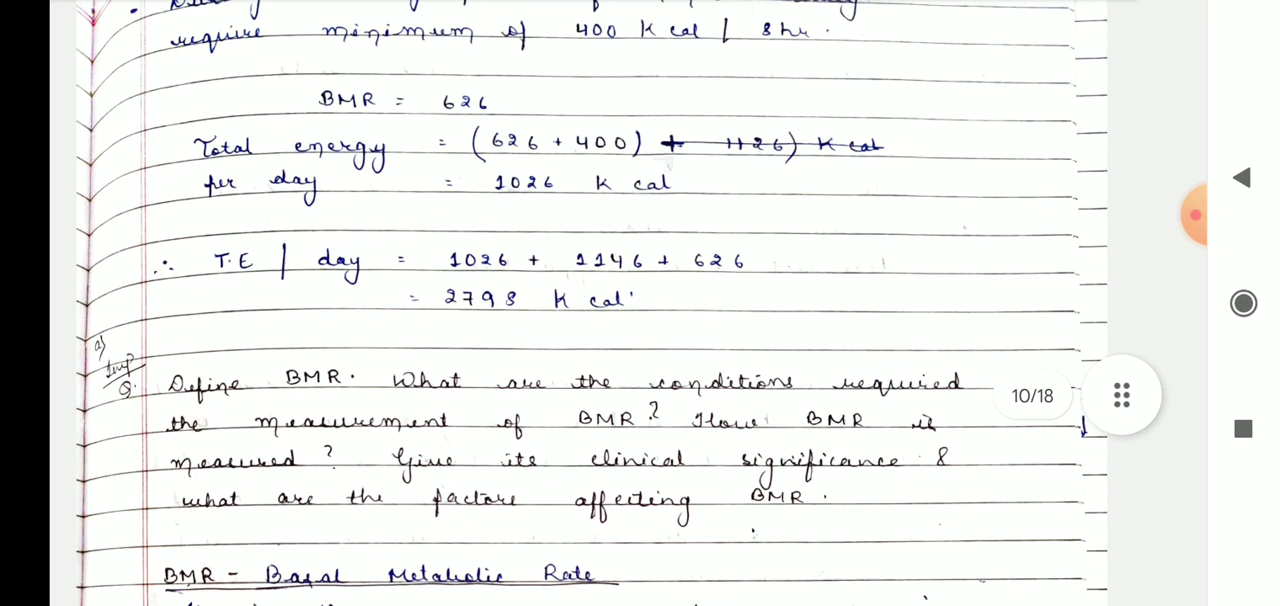 require minimum of 400 K cal / 8 hr.
BMR = 626
Total energy = (626 + 400) + 1126) K cal
per day = 1026 K cal
∴ T.E / day = 1026 + 1146 + 626
= 2798 K cal
a)
Imp?
Q. Define BMR. What are the conditions required
the measurement of BMR? How BMR is
measured? Give its clinical significance &
what are the factors affecting BMR.
10/18
BMR - Basal Metabolic Rate